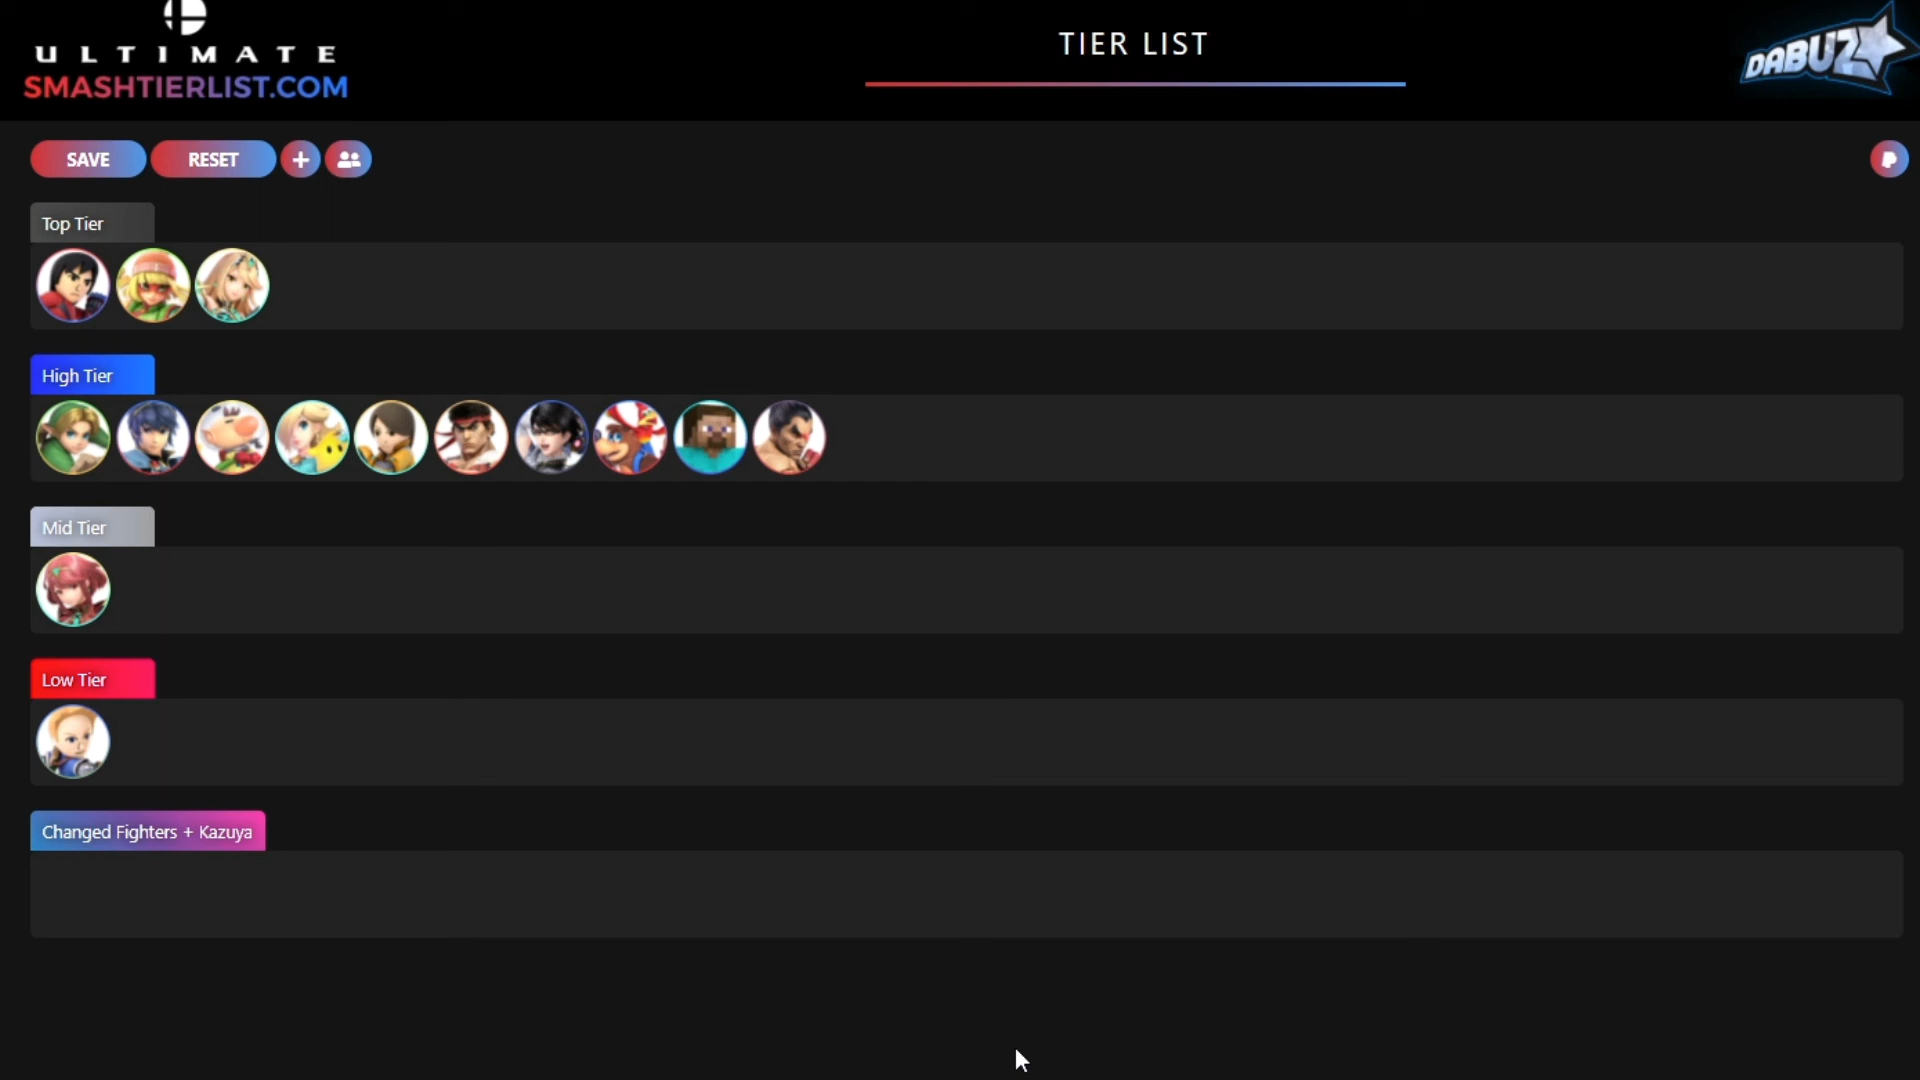 ULTIMATE
SMASHTIERLIST.COM
TIER LIST
DABUZ
SAVE
RESET
Top Tier
High Tier
Mid Tier
Low Tier
Changed Fighters + Kazuya